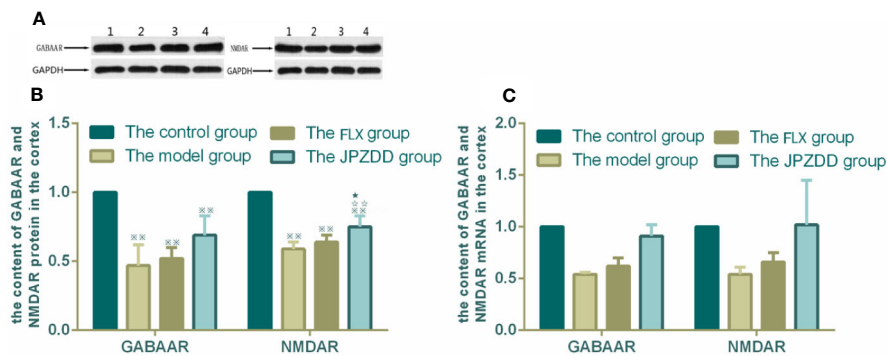 A
1 2 3 4
GABAAR
GAPDH
1 2 3 4
NMDAR
GAPDH
B
the content of GABAAR and
NMDAR protein in the cortex
1.5
1.0
0.5
0.0
The control group
The model group
The FLX group
The JPZDD group
※※
※※
※※
※※
※※
★
☆
※※
GABAAR
NMDAR
C
the content of GABAAR and
NMDAR mRNA in the cortex
2.0
1.5
1.0
0.5
0.0
The control group
The model group
The FLX group
The JPZDD group
GABAAR
NMDAR